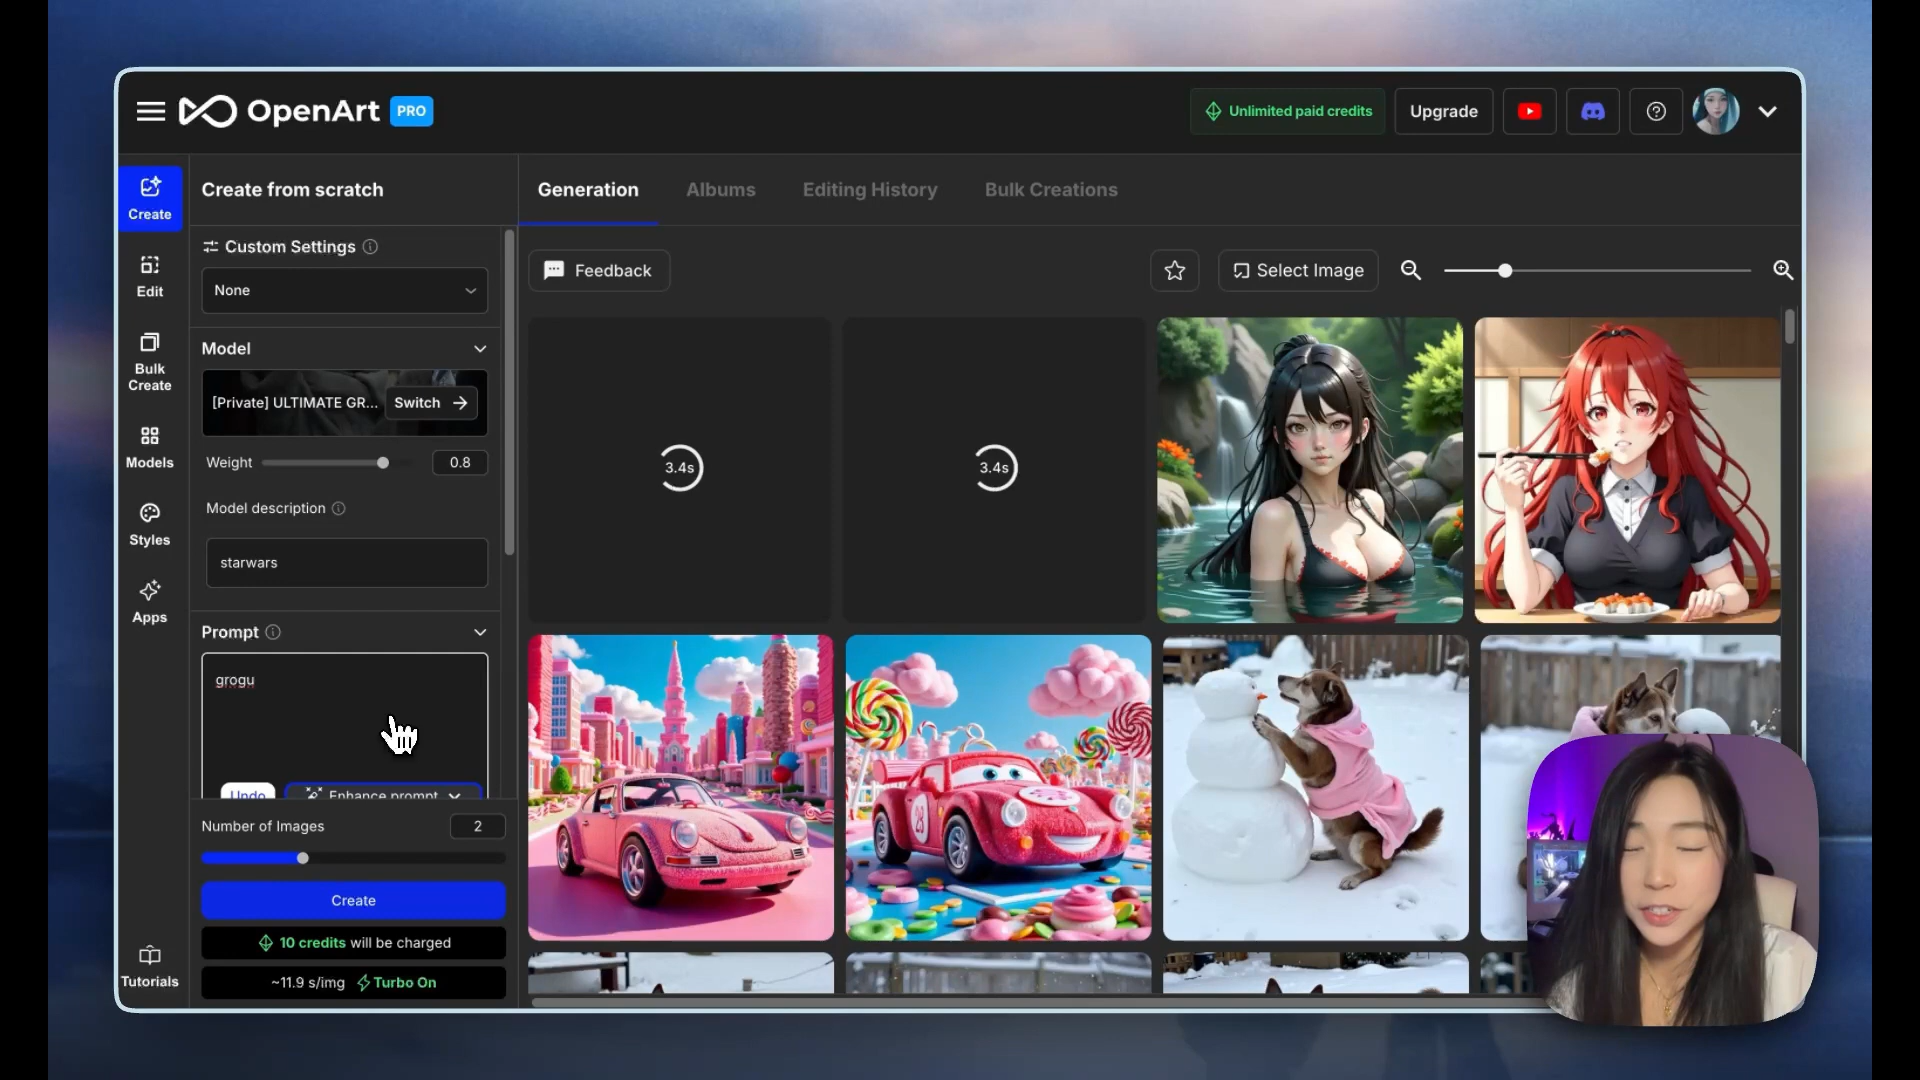 OpenArt PRO
Unlimited paid credits
Upgrade
Create
Edit
Bulk
Create
Models
Styles
Apps
Tutorials
Create from scratch
Custom Settings
None
Model
[Private] ULTIMATE GR... Switch
Weight 0.8
Model description
starwars
Prompt
grogu
Undo Enhance prompt
Number of Images 2
Create
10 credits will be charged
~11.9 s/img Turbo On
Generation Albums Editing History Bulk Creations
Feedback
Select Image
3.4s 3.4s